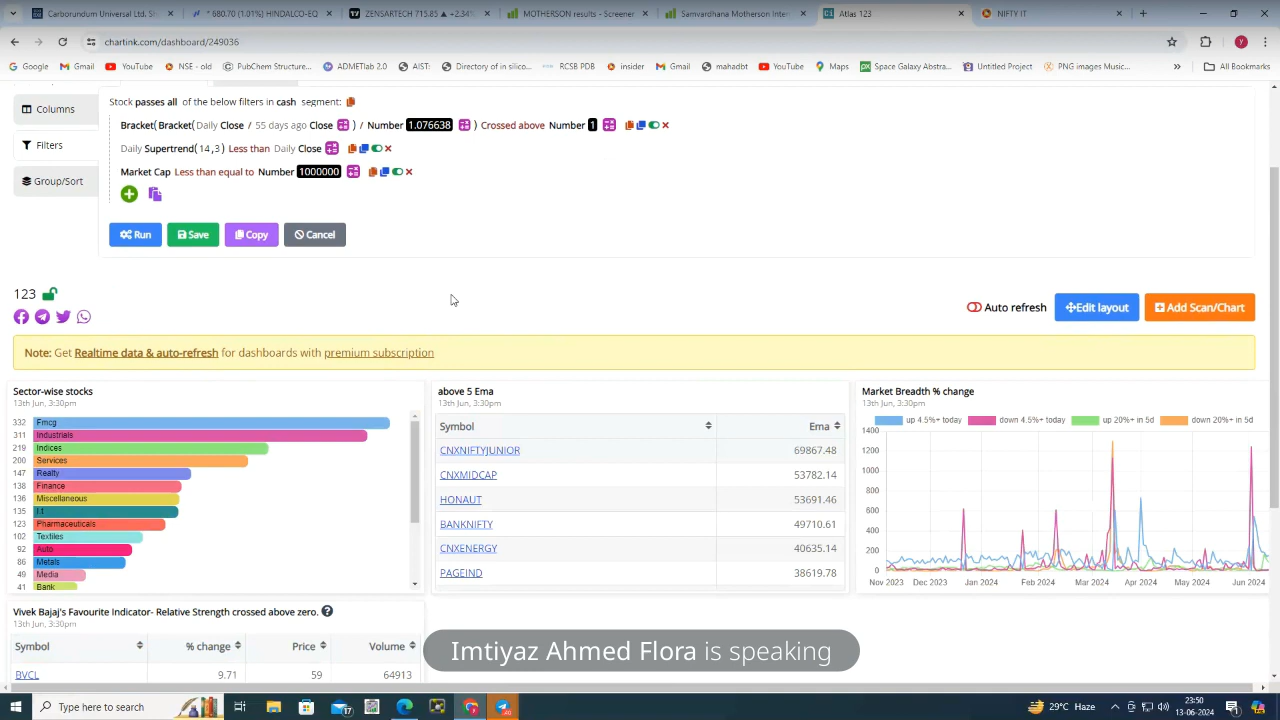 Carborundum Universal Ltd. S
* 680.70 (1.01%) HINDALCO-EQ
ZENSARTECH 715.85 ▲ +2.34%
MOTHERSON results - Screener
Samvardhana Motherson Inter
Atlas 123
NIFTY IT
chartink.com/dashboard/249036
Google
Gmail
YouTube
NSE - old
PubChem Structure...
ADMETlab 2.0
AIST:
Directory of in silico...
RCSB PDB
insider
Gmail
mahadbt
YouTube
Maps
Space Galaxy Abstra...
Untitled Project
PNG images Music...
All Bookmarks
Columns
Filters
Group/Sort
Stock passes all of the below filters in cash segment:
Bracket(Bracket(Daily Close / 55 days ago Close) / Number 1.076638) Crossed above Number 1
Daily Supertrend(14,3) Less than Daily Close
Market Cap Less than equal to Number 1000000
Run
Save
Copy
Cancel
123
Auto refresh
Edit layout
Add Scan/Chart
Note: Get Realtime data & auto-refresh for dashboards with premium subscription
Sector-wise stocks
13th Jun, 3:30pm
332 Fmcg
311 Industrials
219 Indices
200 Services
147 Realty
138 Finance
136 Miscellaneous
135 I.t
123 Pharmaceuticals
102 Textiles
92 Auto
86 Metals
49 Media
41 Bank
above 5 Ema
13th Jun, 3:30pm
Symbol Ema
CNXNIFTYJUNIOR 69867.48
CNXMIDCAP 53782.14
HONAUT 53691.46
BANKNIFTY 49710.61
CNXENERGY 40635.14
PAGEIND 38619.78
Market Breadth % change
13th Jun, 3:30pm
up 4.5%+ today down 4.5%+ today up 20%+ in 5d down 20%+ in 5d
1400
1200
1000
800
600
400
200
0
Nov 2023 Dec 2023 Jan 2024 Feb 2024 Mar 2024 Apr 2024 May 2024 Jun 2024
Vivek Bajaj's Favourite Indicator- Relative Strength crossed above zero.
13th Jun, 3:30pm
Symbol % change Price Volume
BVCL 9.71 59 64913
Imtiyaz Ahmed Flora is speaking
Type here to search
17
29°C Haze
23:50
13-06-2024